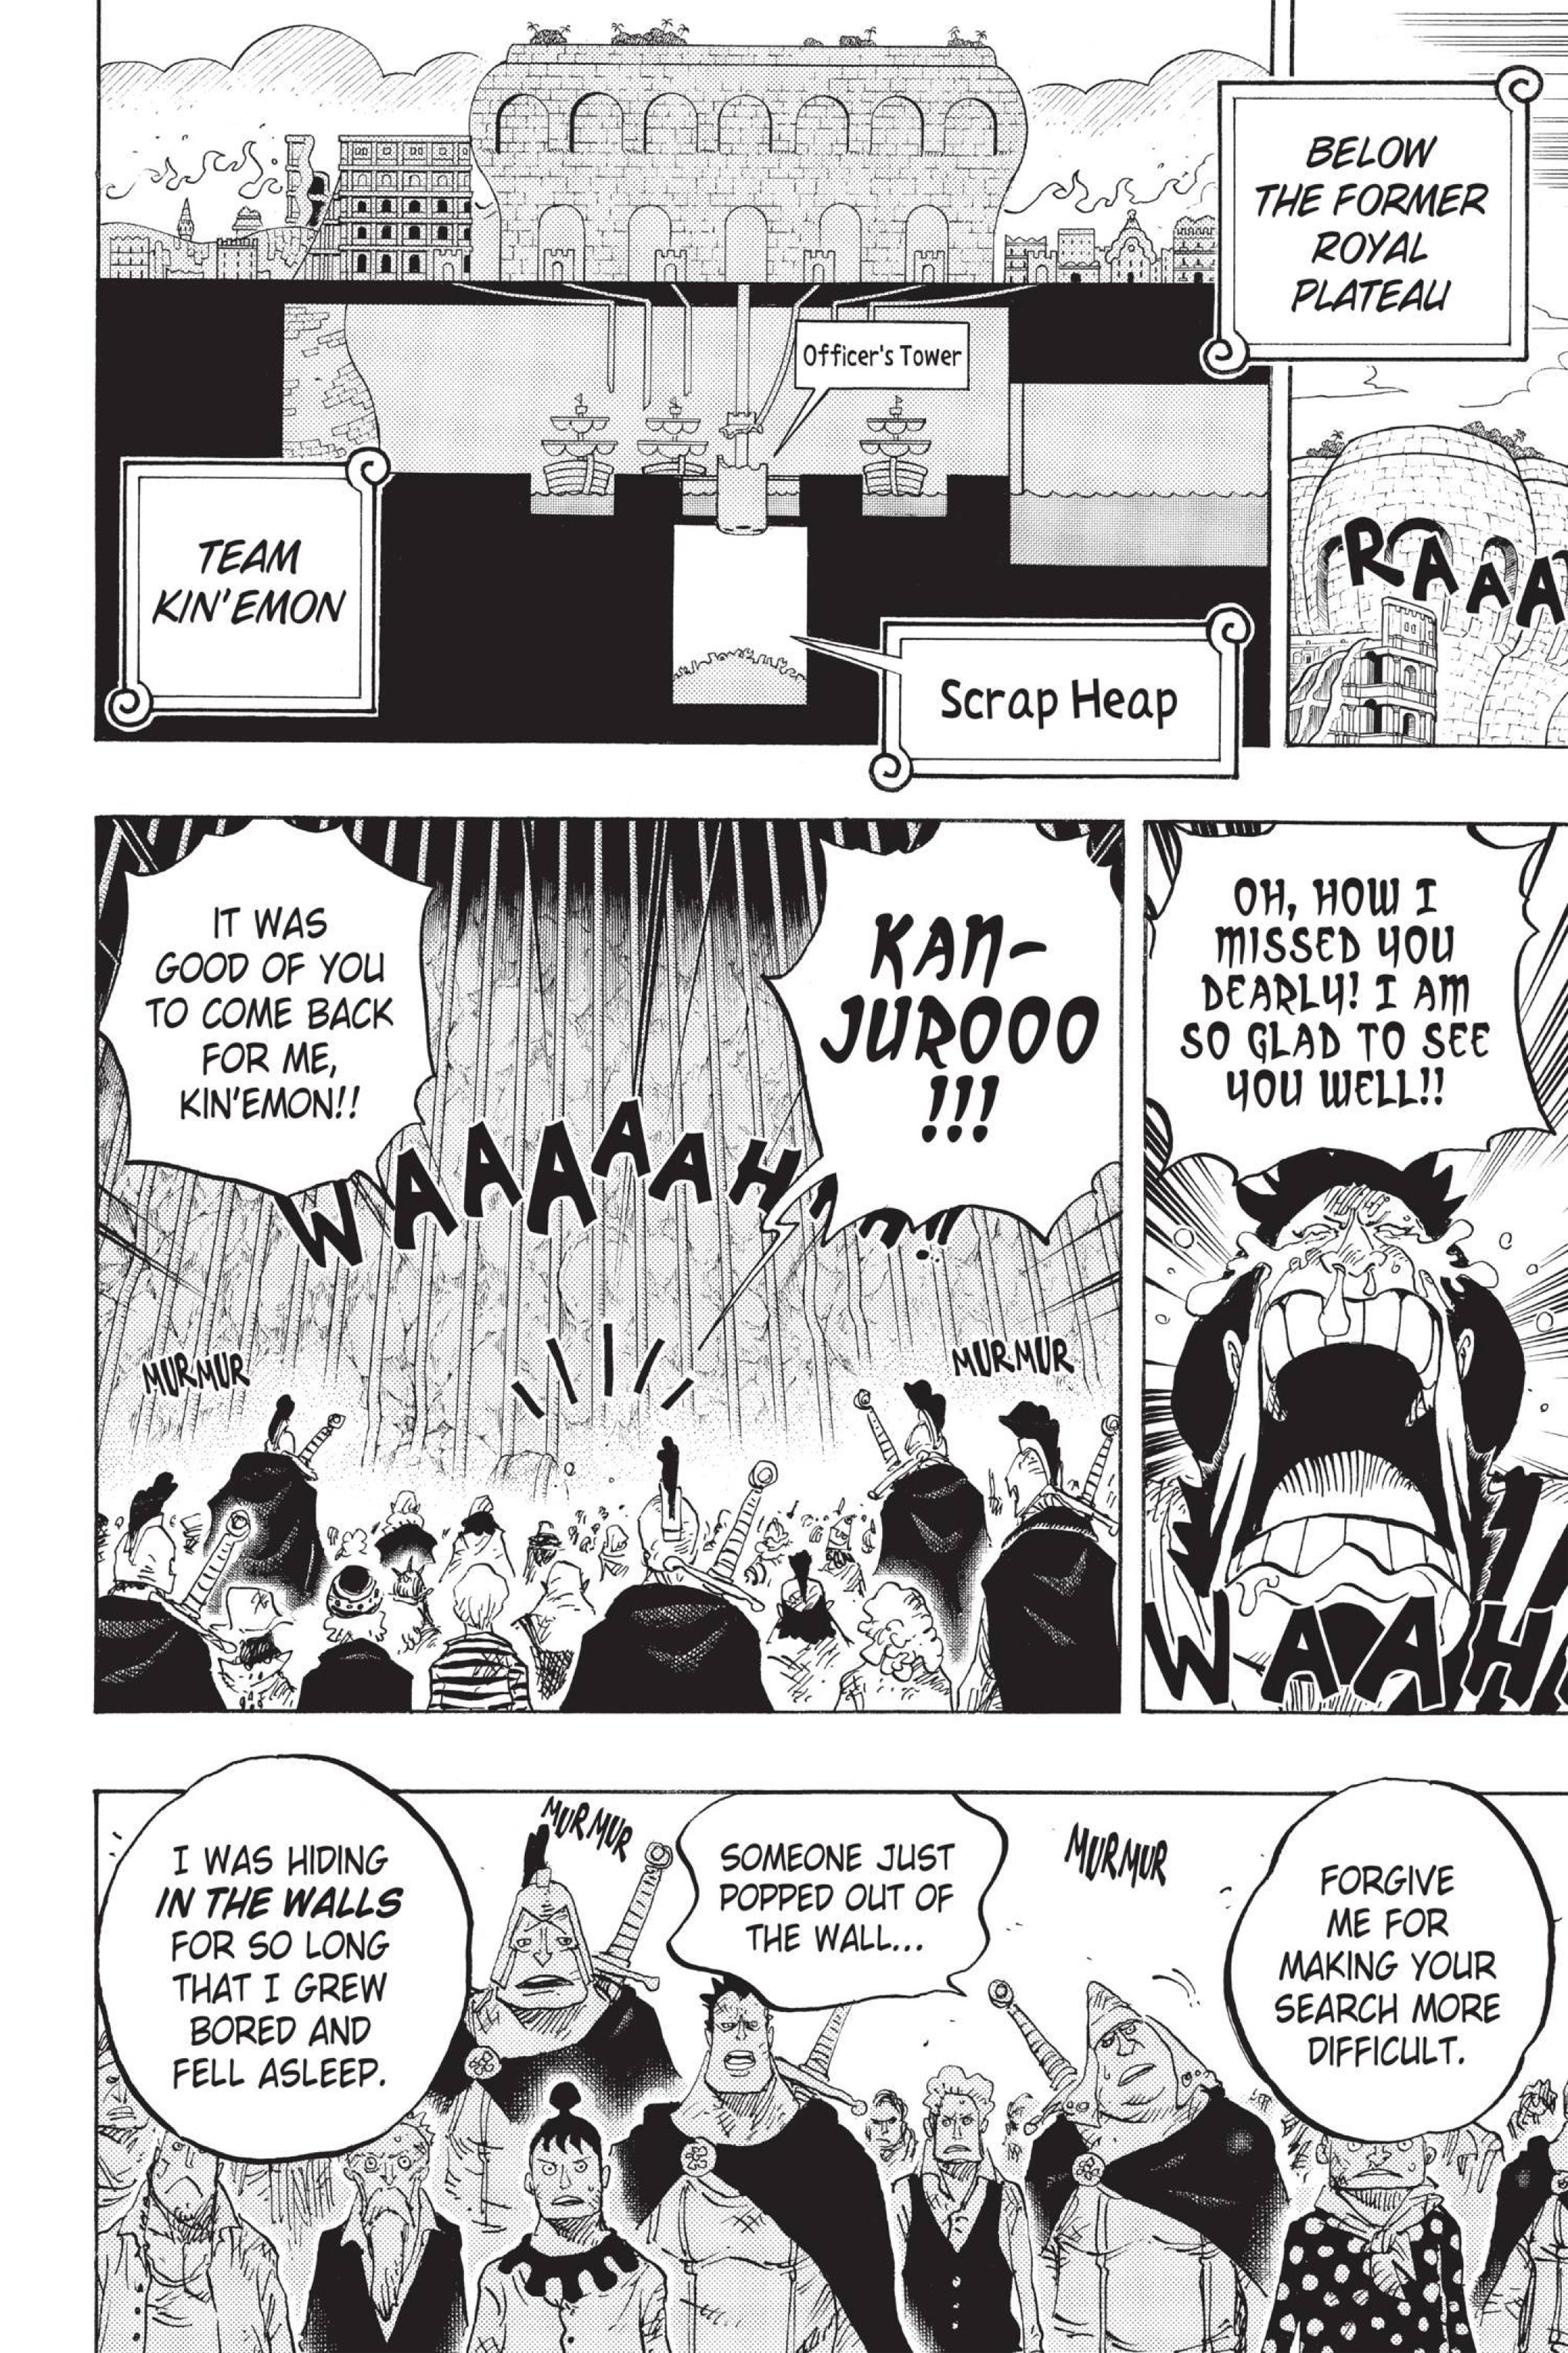 BELOW
THE FORMER
ROYAL
PLATEAU
RAAAA
Officer's Tower
TEAM
KIN'EMON
Scrap Heap
OH, HOW I
MISSED YOU
DEARLY! I AM
SO GLAD TO SEE
YOU WELL!!
WAAH
KAN-
JUROOO
!!!
IT WAS
GOOD OF YOU
TO COME BACK
FOR ME,
KIN'EMON!!
WAAAAAH
MURMUR
MURMUR
FORGIVE
ME FOR
MAKING YOUR
SEARCH MORE
DIFFICULT.
MURMUR
SOMEONE JUST
POPPED OUT OF
THE WALL...
MURMUR
I WAS HIDING
IN THE WALLS
FOR SO LONG
THAT I GREW
BORED AND
FELL ASLEEP.